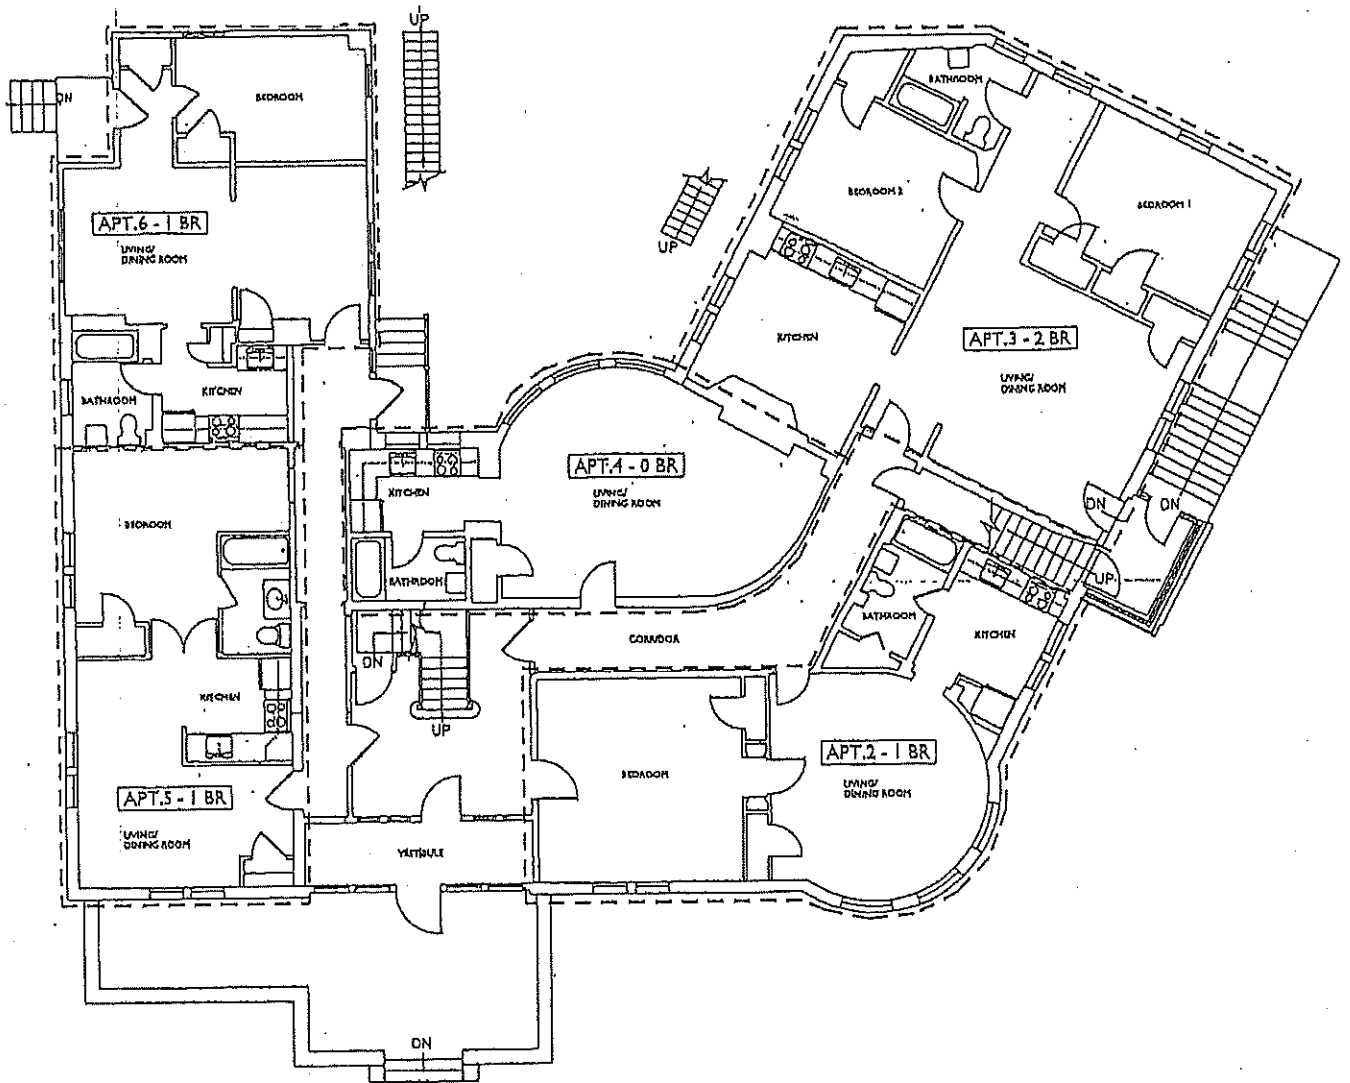 UP
DN
BEDROOM
BATHROOM
BEDROOM 2
BEDROOM 1
UP
APT.6 - 1 BR
LIVING/
DINING ROOM
KITCHEN
APT.3 - 2 BR
LIVING/
DINING ROOM
BATHROOM
KITCHEN
APT.4 - 0 BR
LIVING/
DINING ROOM
KITCHEN
BATHROOM
DN
DN
UP
BEDROOM
BATHROOM
KITCHEN
CORRIDOR
DN
UP
KITCHEN
APT.2 - 1 BR
LIVING/
DINING ROOM
BEDROOM
APT.5 - 1 BR
LIVING/
DINING ROOM
VESTIBULE
DN